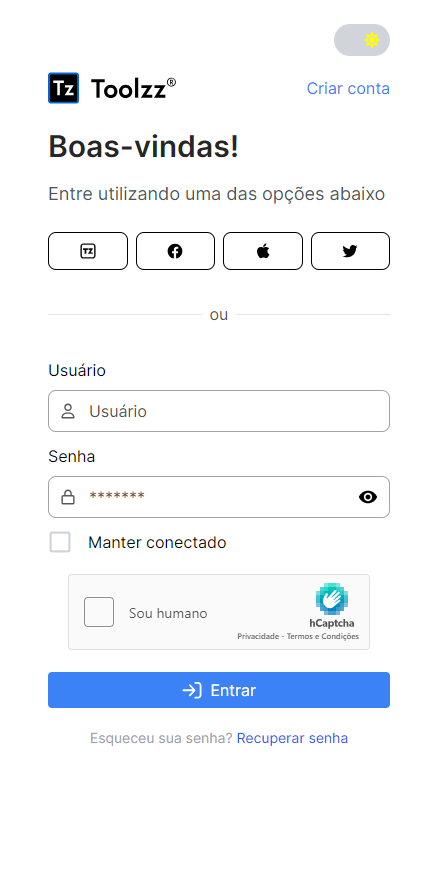 Tz Toolzz®
Criar conta
Boas-vindas!
Entre utilizando uma das opções abaixo
TZ
ou
Usuário
Usuário
Senha
*******
Manter conectado
Sou humano
hCaptcha
Privacidade - Termos e Condições
Entrar
Esqueceu sua senha? Recuperar senha